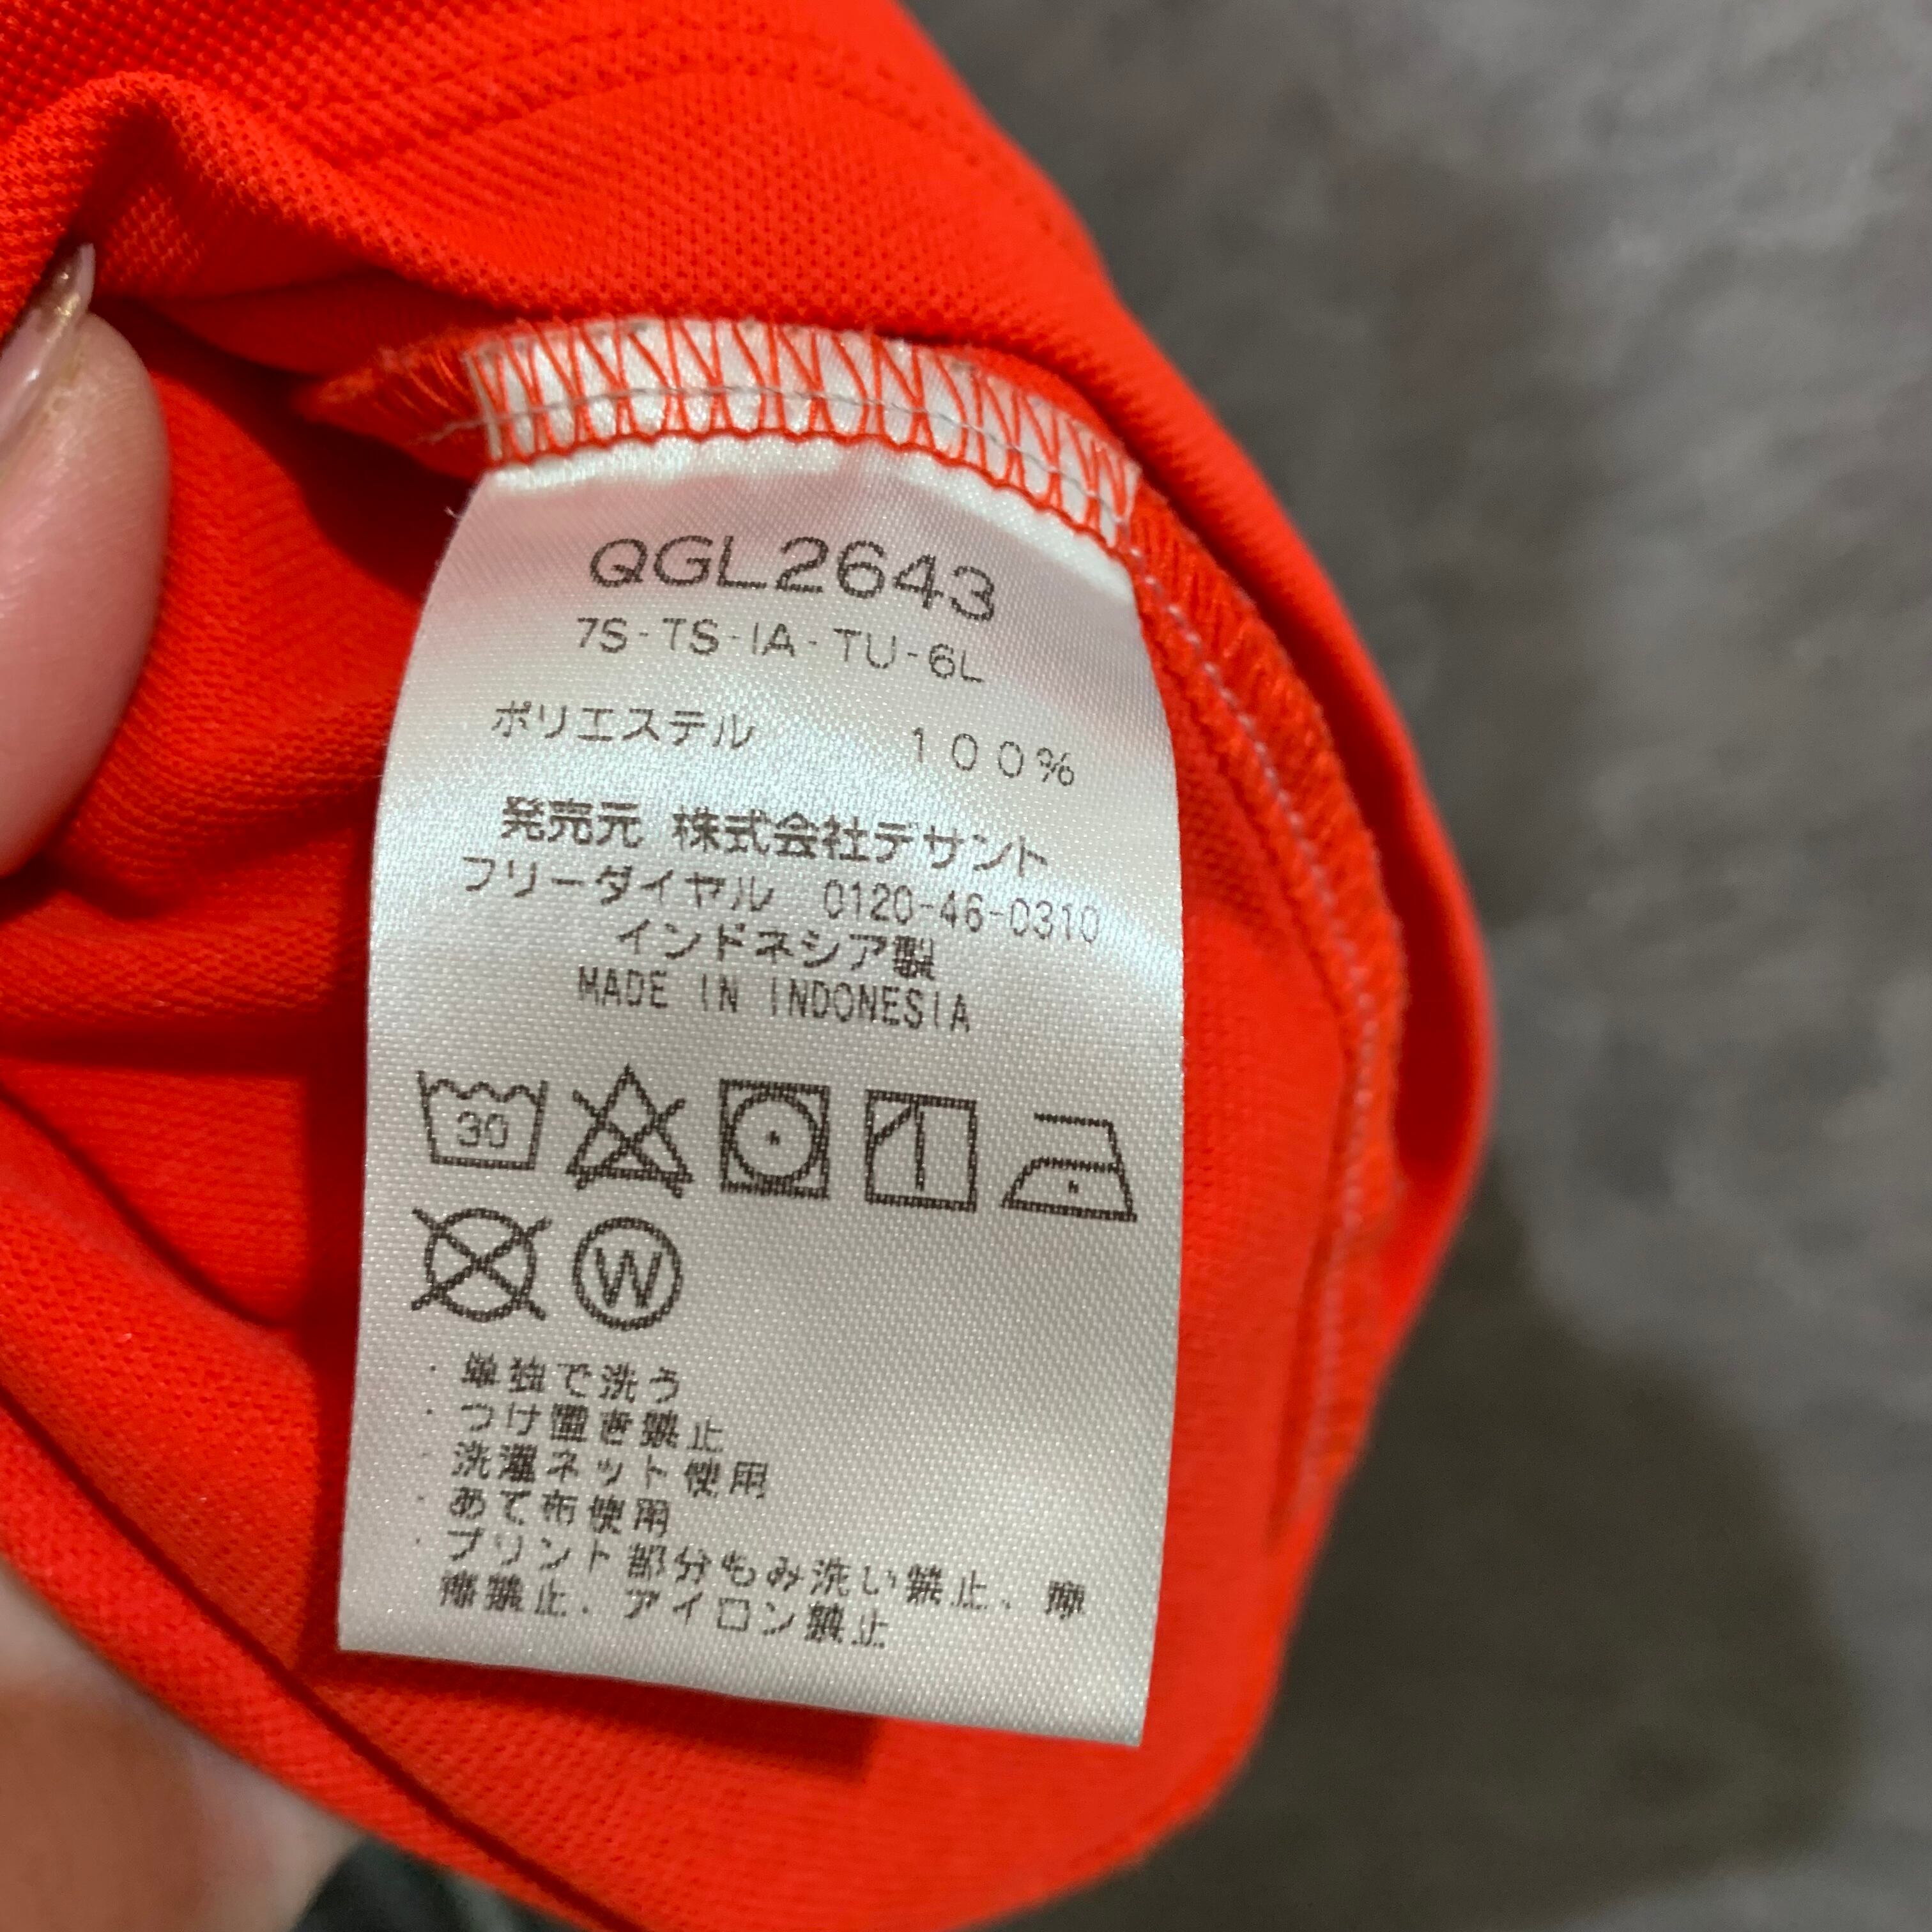 QGL2643
7S-TS-IA-TU-6L
ポリエステル 100%
発売元 株式会社デサント
フリーダイヤル 0120-46-0310
インドネシア製
MADE IN INDONESIA
30
W
・単独で洗う
・つけ置き禁止
・洗濯ネット使用
・あて布使用
・プリント部分もみ洗い禁止、摩
擦禁止、アイロン禁止